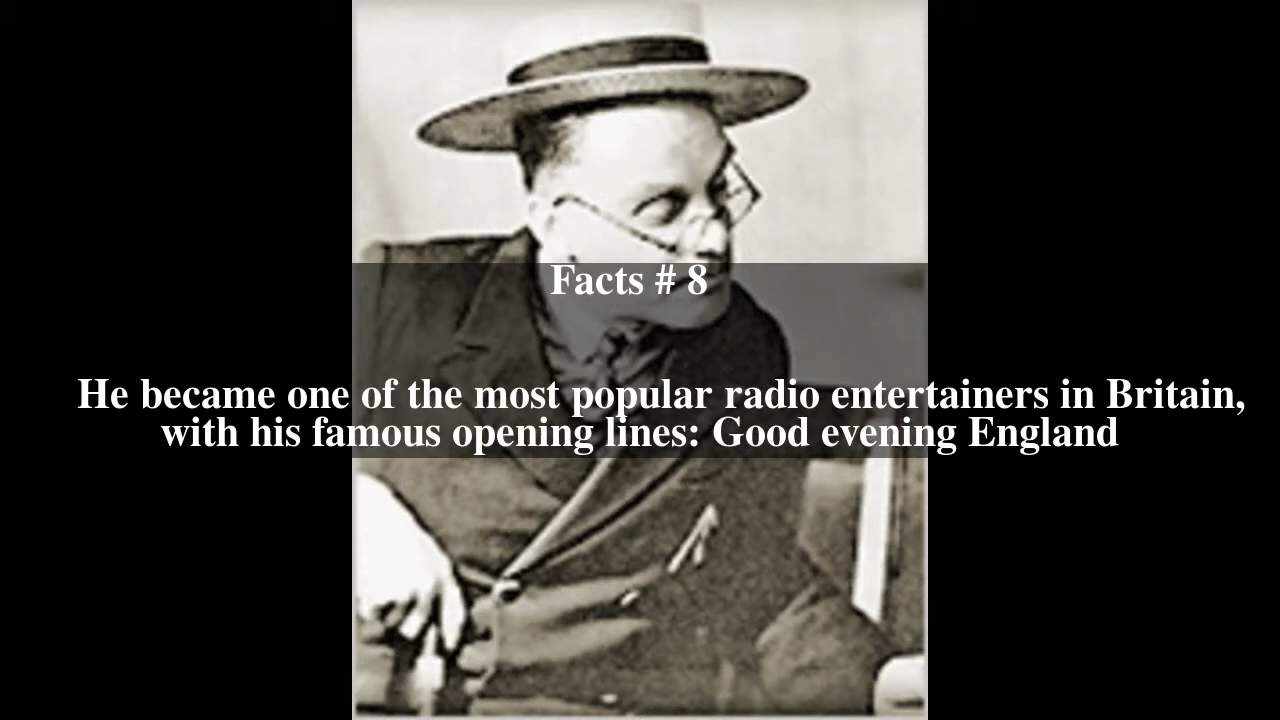 Facts # 8
He became one of the most popular radio entertainers in Britain,
with his famous opening lines: Good evening England